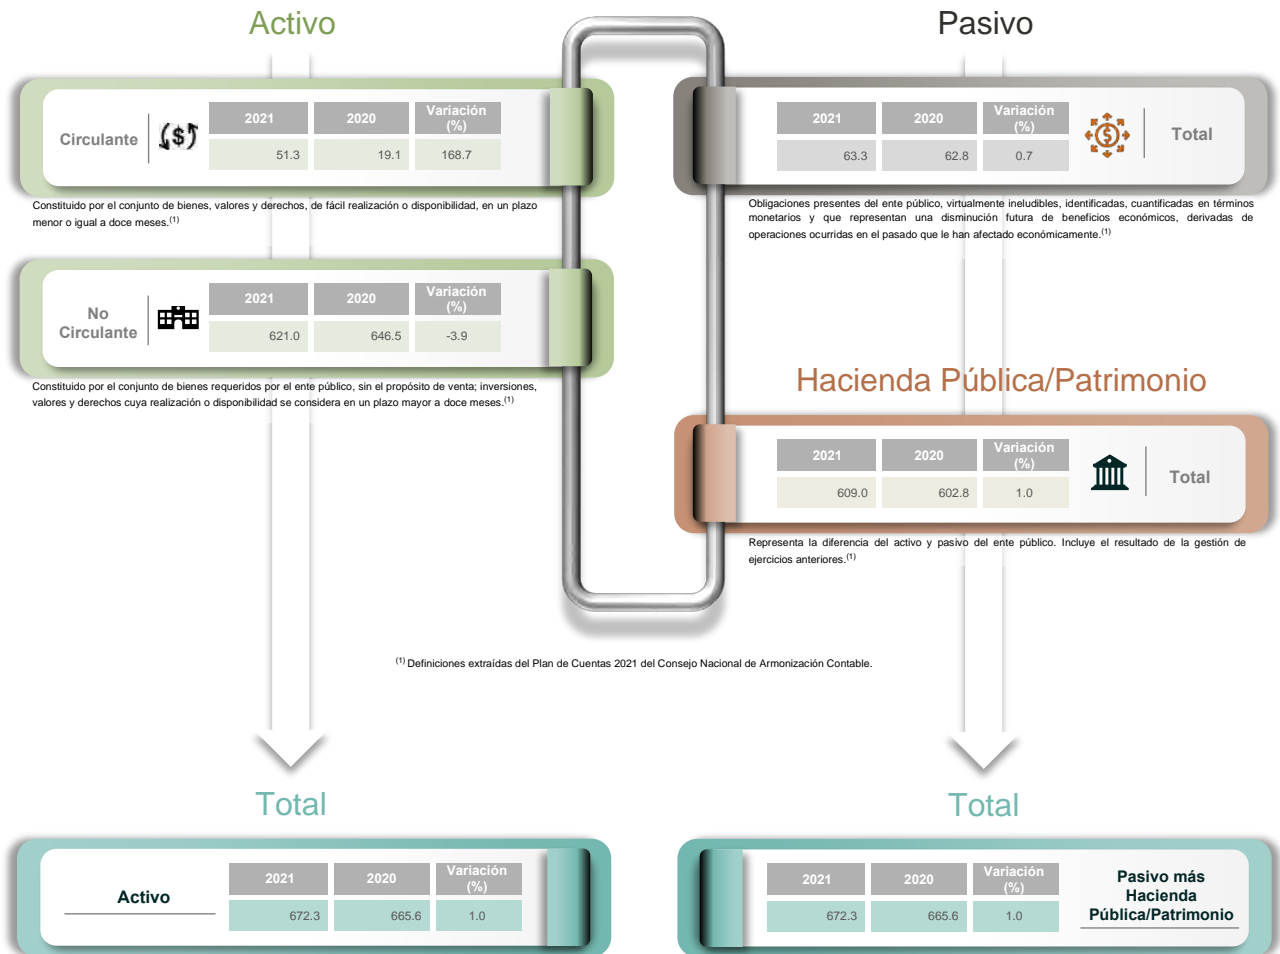 Activo
Circulante
2021 2020 Variación (%)
51.3 19.1 168.7
Constituido por el conjunto de bienes, valores y derechos, de fácil realización o disponibilidad, en un plazo
menor o igual a doce meses.(1)
No
Circulante
2021 2020 Variación (%)
621.0 646.5 -3.9
Constituido por el conjunto de bienes requeridos por el ente público, sin el propósito de venta; inversiones,
valores y derechos cuya realización o disponibilidad se considera en un plazo mayor a doce meses.(1)
Pasivo
2021 2020 Variación (%)
63.3 62.8 0.7
Total
Obligaciones presentes del ente público, virtualmente ineludibles, identificadas, cuantificadas en términos
monetarios y que representan una disminución futura de beneficios económicos, derivadas de
operaciones ocurridas en el pasado que le han afectado económicamente.(1)
Hacienda Pública/Patrimonio
2021 2020 Variación (%)
609.0 602.8 1.0
Total
Representa la diferencia del activo y pasivo del ente público. Incluye el resultado de la gestión de
ejercicios anteriores.(1)
(1) Definiciones extraídas del Plan de Cuentas 2021 del Consejo Nacional de Armonización Contable.
Total
Activo
2021 2020 Variación (%)
672.3 665.6 1.0
Total
2021 2020 Variación (%)
672.3 665.6 1.0
Pasivo más
Hacienda
Pública/Patrimonio